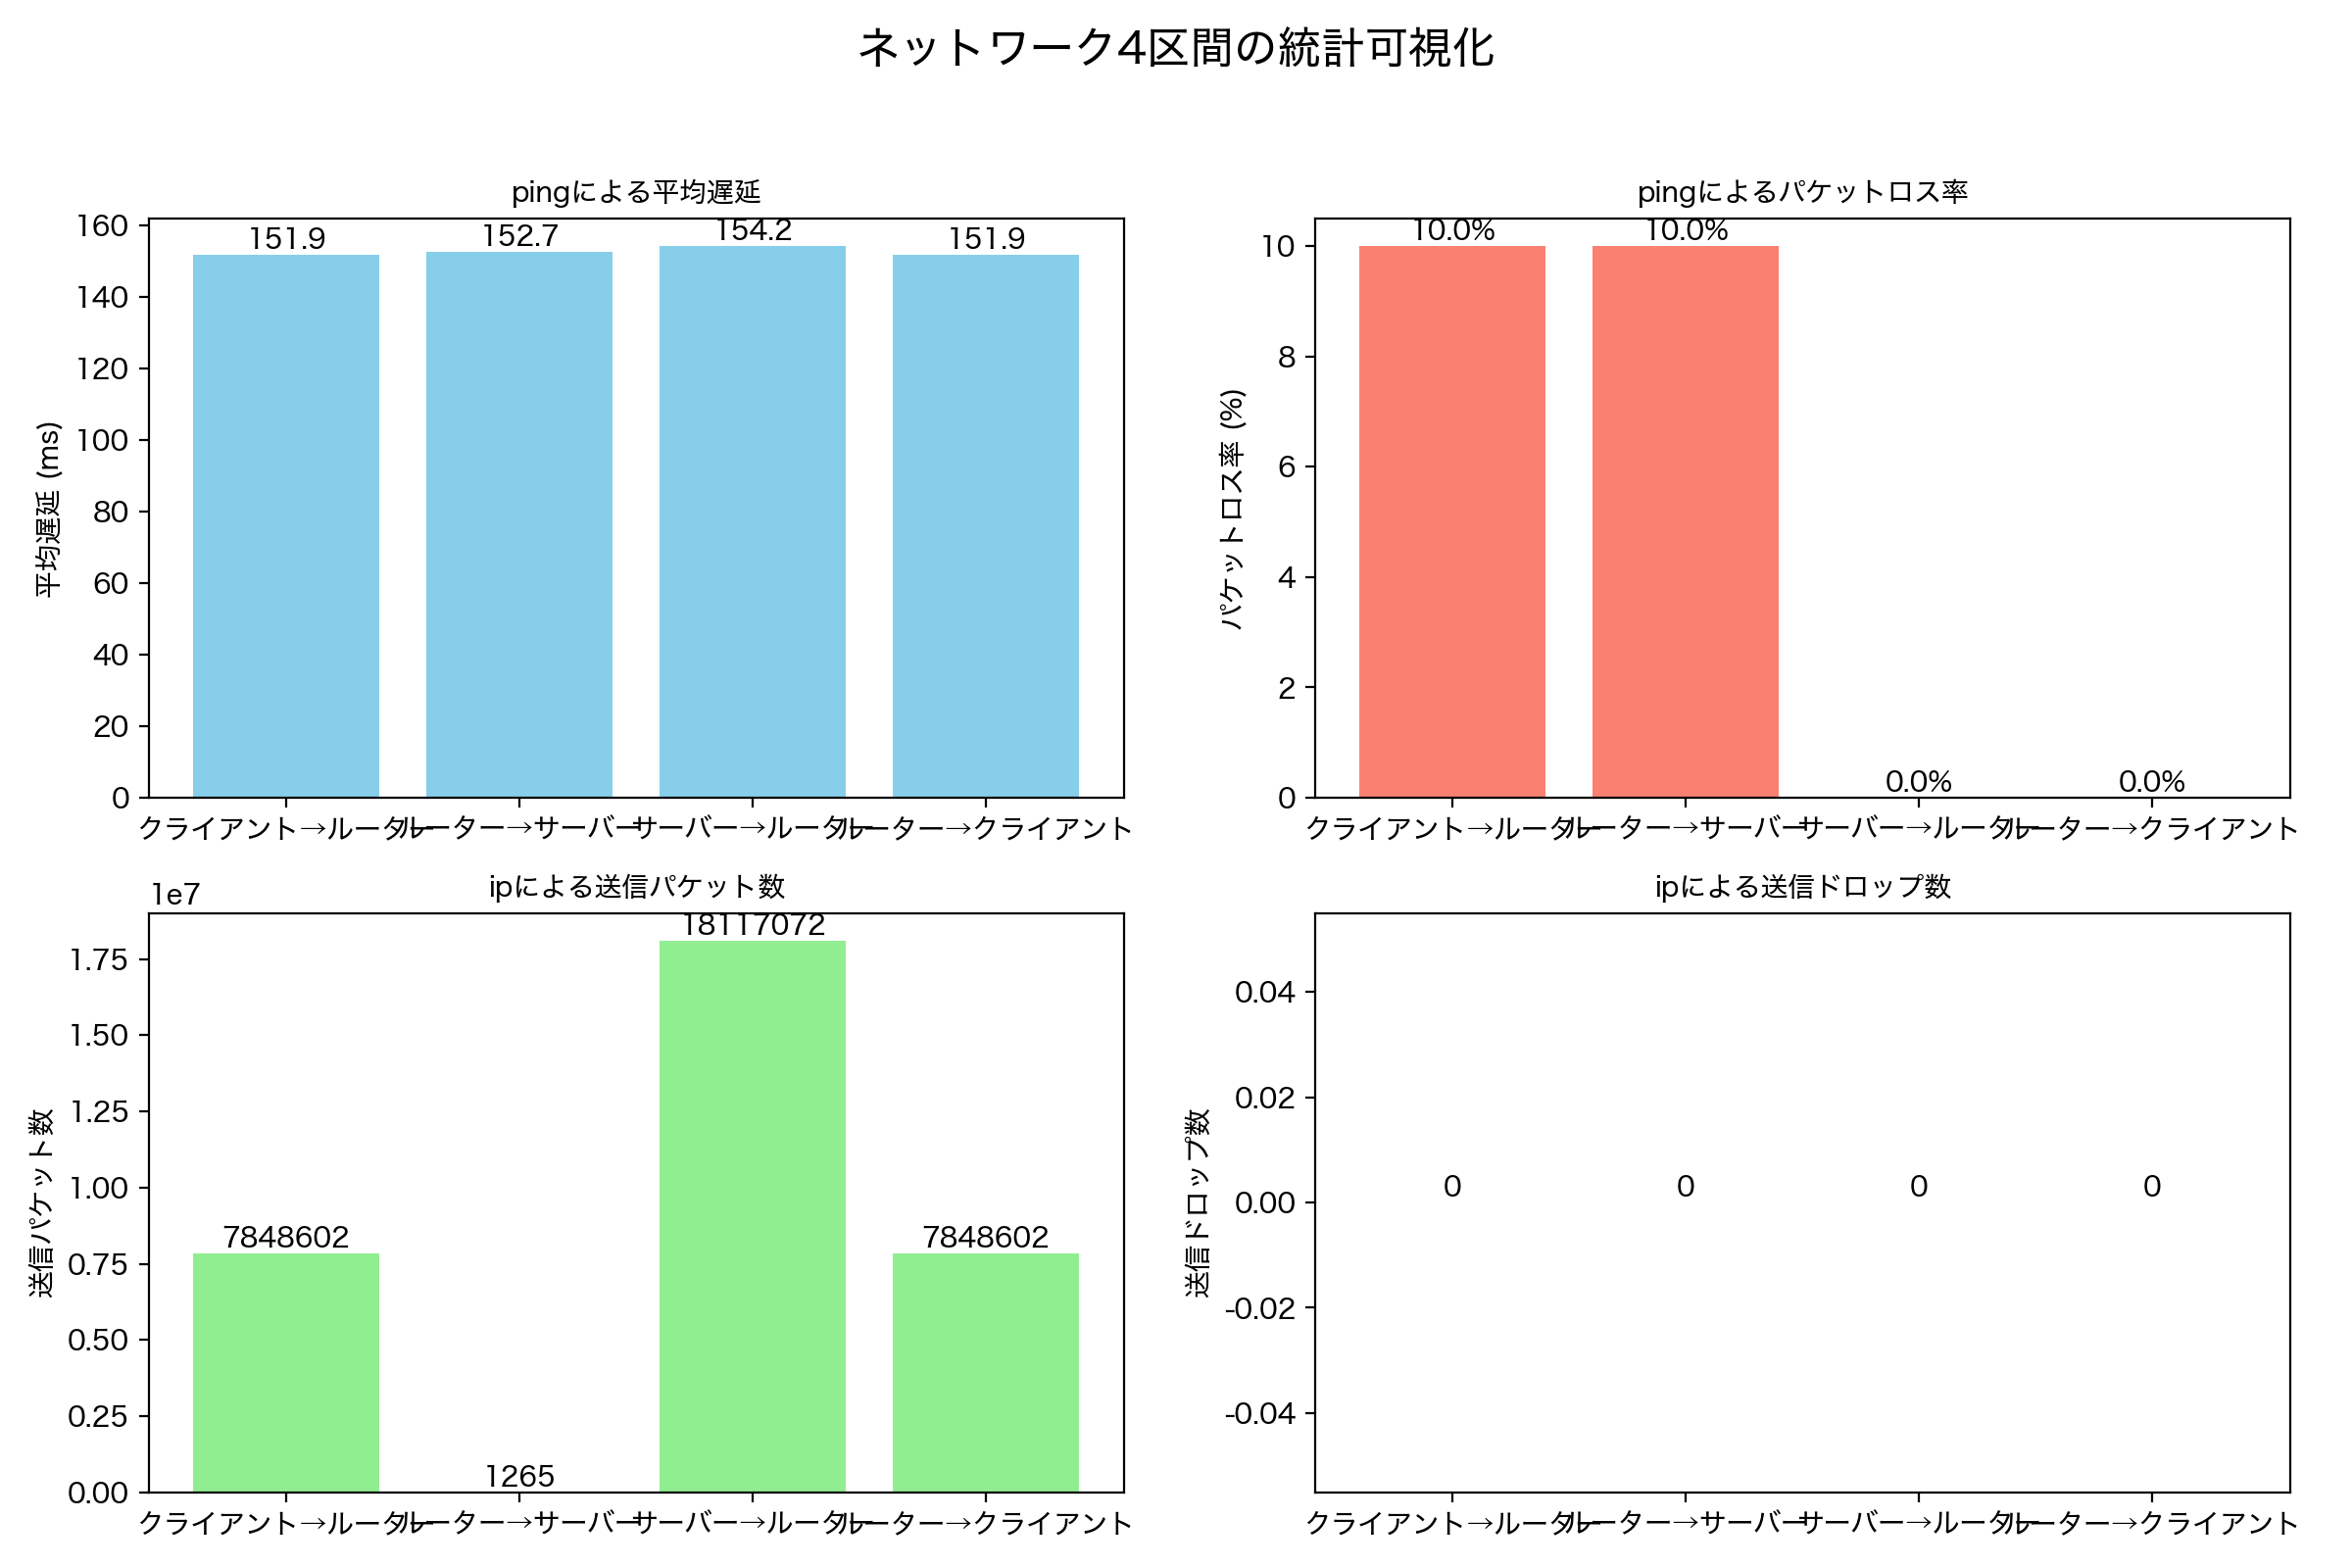 ネットワーク4区間の統計可視化
pingによる平均遅延
平均遅延 (ms)
160
140
120
100
80
60
40
20
0
151.9
152.7
154.2
151.9
クライアント→ルーター
ルーター→サーバー
サーバー→ルーター
ルーター→クライアント
pingによるパケットロス率
パケットロス率 (%)
10
8
6
4
2
0
10.0%
10.0%
0.0%
0.0%
クライアント→ルーター
ルーター→サーバー
サーバー→ルーター
ルーター→クライアント
ipによる送信パケット数
1e7
送信パケット数
1.75
1.50
1.25
1.00
0.75
0.50
0.25
0.00
7848602
1265
18117072
7848602
クライアント→ルーター
ルーター→サーバー
サーバー→ルーター
ルーター→クライアント
ipによる送信ドロップ数
送信ドロップ数
0.04
0.02
0.00
-0.02
-0.04
0
0
0
0
クライアント→ルーター
ルーター→サーバー
サーバー→ルーター
ルーター→クライアント